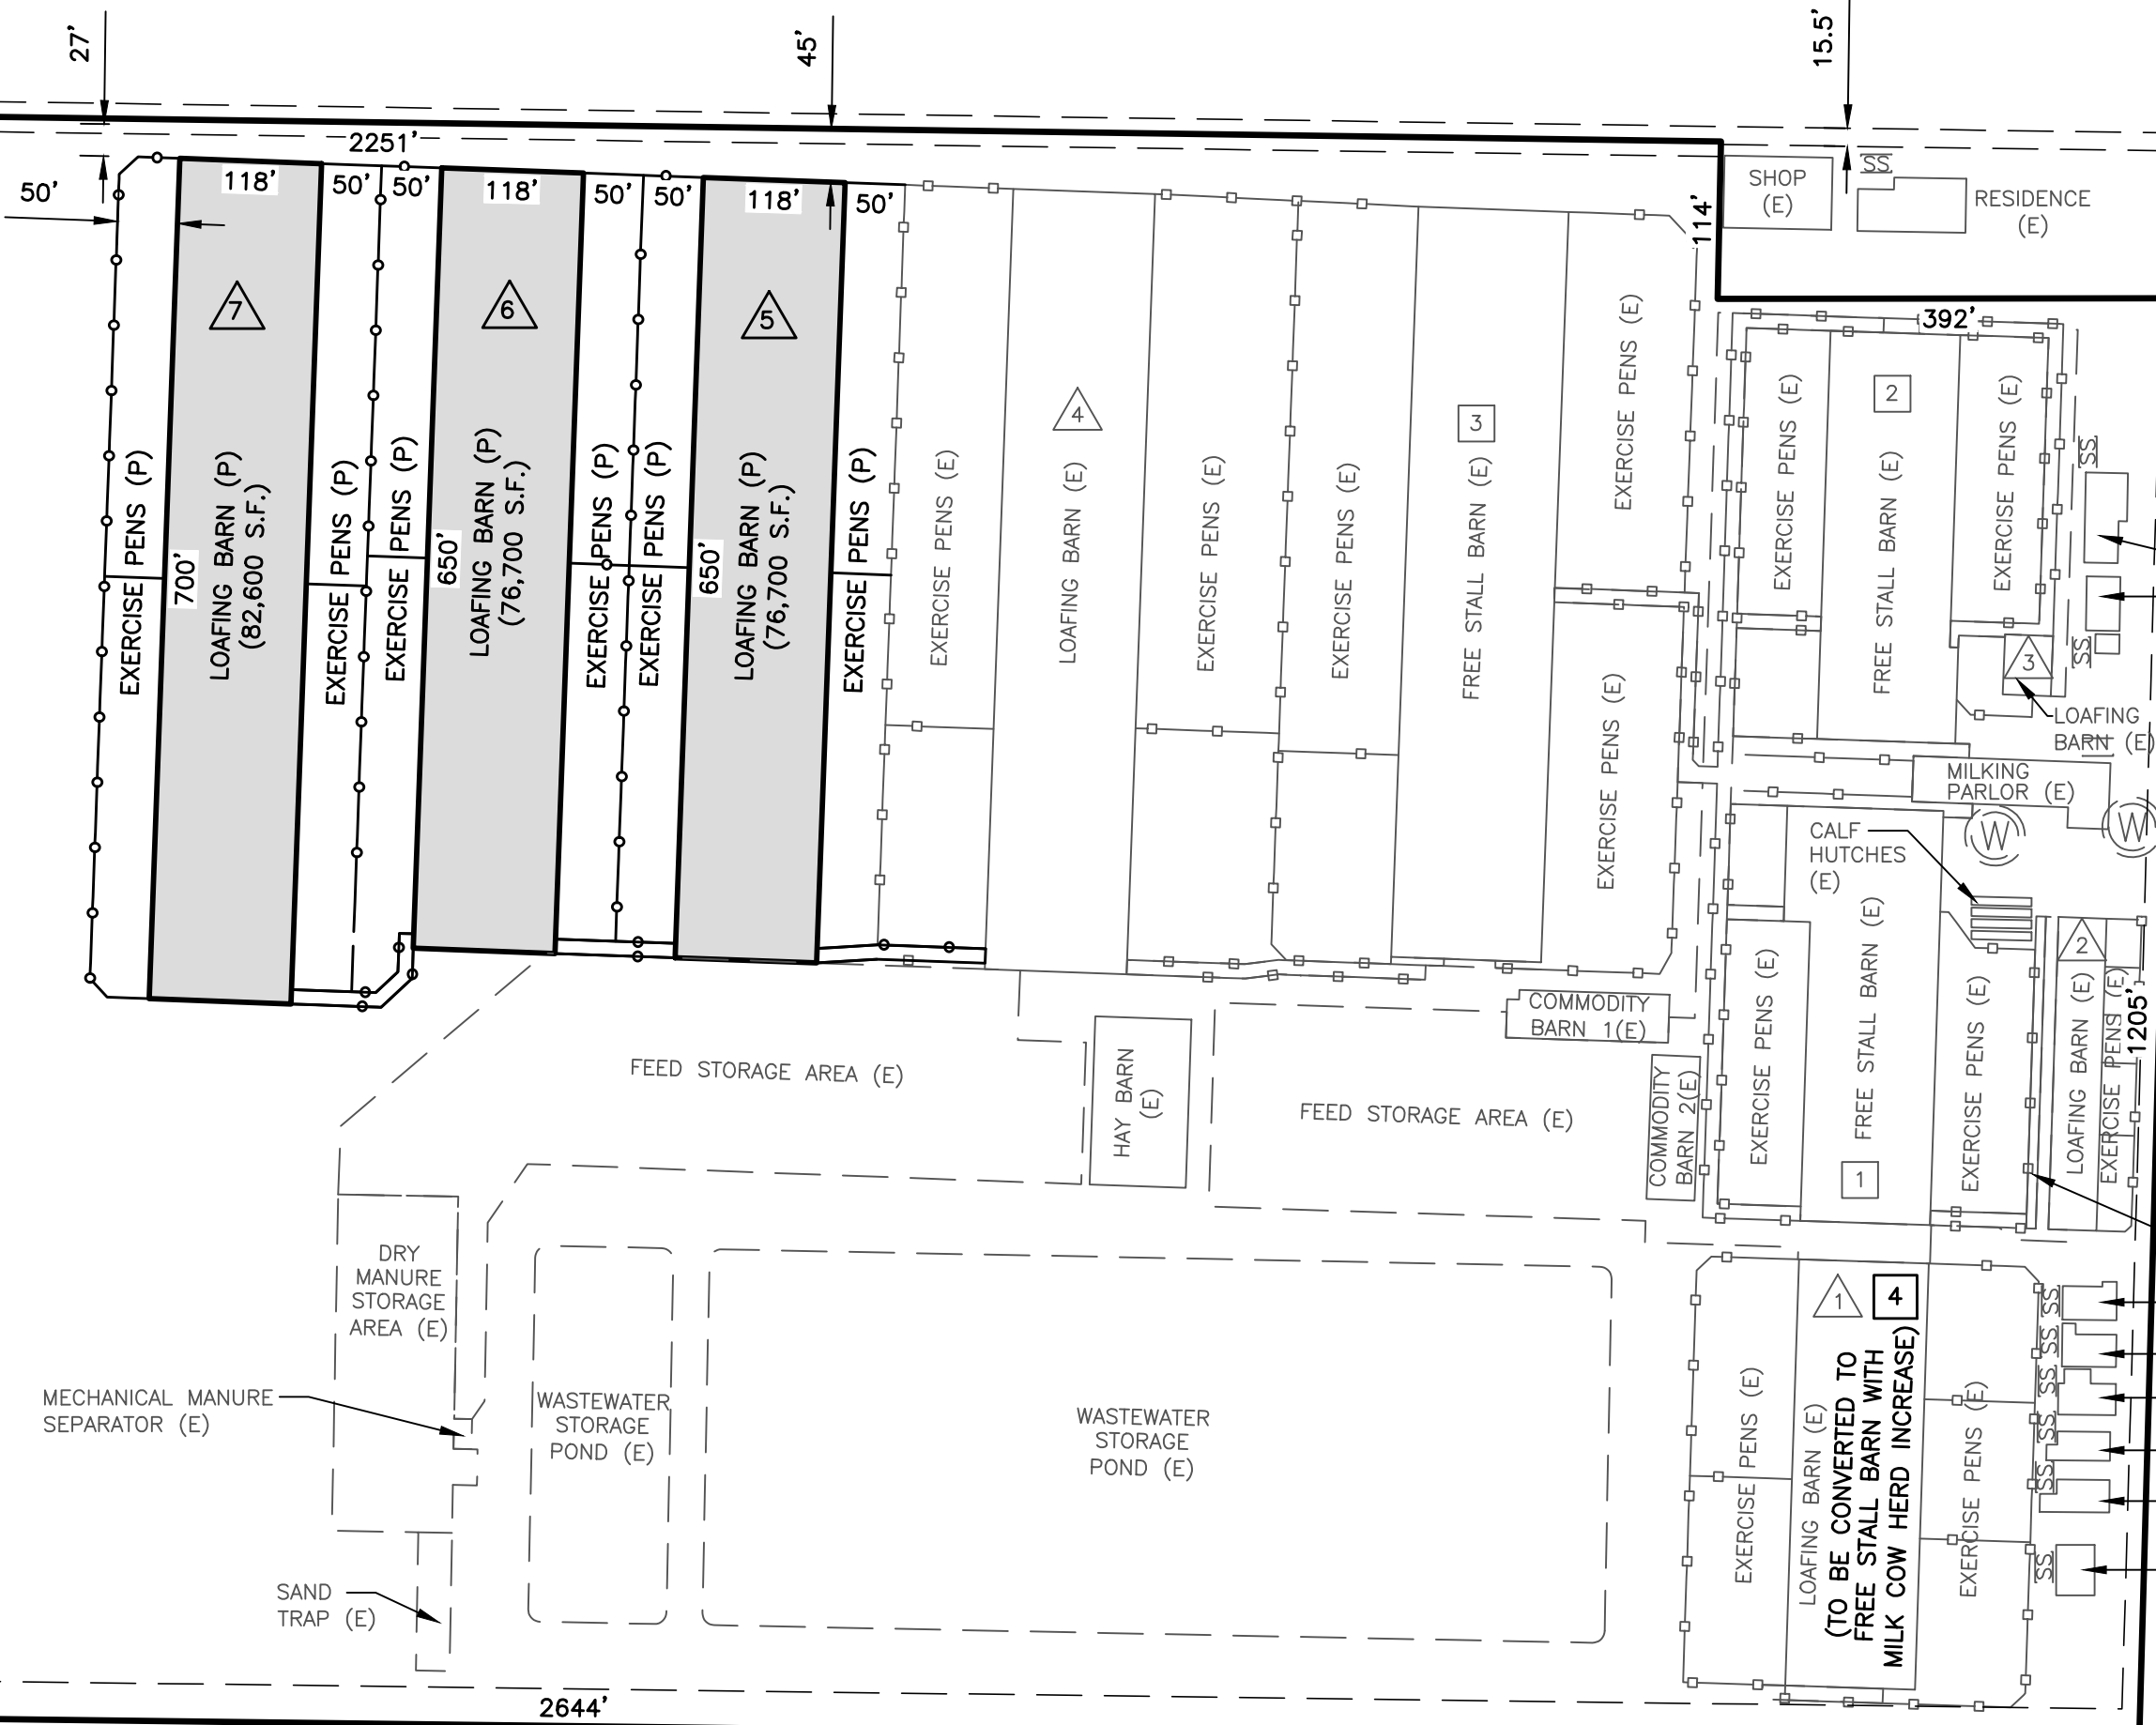 27'
45'
15.5'
2251'
50'
118'
50'
50'
118'
50'
50'
118'
50'
114'
SHOP
(E)
SS
RESIDENCE
(E)
392'
7
6
5
4
3
2
EXERCISE PENS (P)
700'
LOAFING BARN (P)
(82,600 S.F.)
EXERCISE PENS (P)
EXERCISE PENS (P)
650'
LOAFING BARN (P)
(76,700 S.F.)
EXERCISE PENS (P)
EXERCISE PENS (P)
650'
LOAFING BARN (P)
(76,700 S.F.)
EXERCISE PENS (P)
EXERCISE PENS (E)
LOAFING BARN (E)
EXERCISE PENS (E)
EXERCISE PENS (E)
FREE STALL BARN (E)
EXERCISE PENS (E)
EXERCISE PENS (E)
EXERCISE PENS (E)
FREE STALL BARN (E)
EXERCISE PENS (E)
SS
SS
3
LOAFING
BARN (E)
MILKING
PARLOR (E)
W
W
CALF
HUTCHES
(E)
2
EXERCISE PENS (E)
FREE STALL BARN (E)
1
EXERCISE PENS (E)
LOAFING BARN (E)
EXERCISE PENS (E)
EXERCISE PENS (E)
1205'
COMMODITY
BARN 1(E)
COMMODITY
BARN 2(E)
HAY BARN
(E)
FEED STORAGE AREA (E)
FEED STORAGE AREA (E)
DRY
MANURE
STORAGE
AREA (E)
MECHANICAL MANURE
SEPARATOR (E)
WASTEWATER
STORAGE
POND (E)
WASTEWATER
STORAGE
POND (E)
SAND
TRAP (E)
1
4
EXERCISE PENS (E)
LOAFING BARN (E)
(TO BE CONVERTED TO
FREE STALL BARN WITH
MILK COW HERD INCREASE)
EXERCISE PENS (E)
SS
SS
SS
SS
SS
SS
2644'